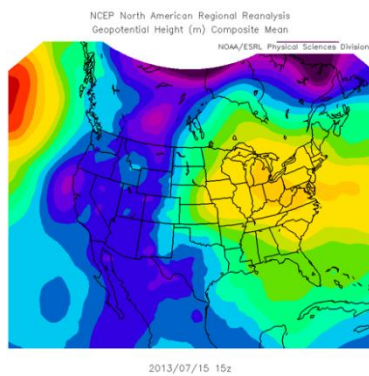 NCEP North American Regional Reanalysis
Geopotential Height (m) Composite Mean
NOAA/ESRL Physical Sciences Division
2013/07/15 15z